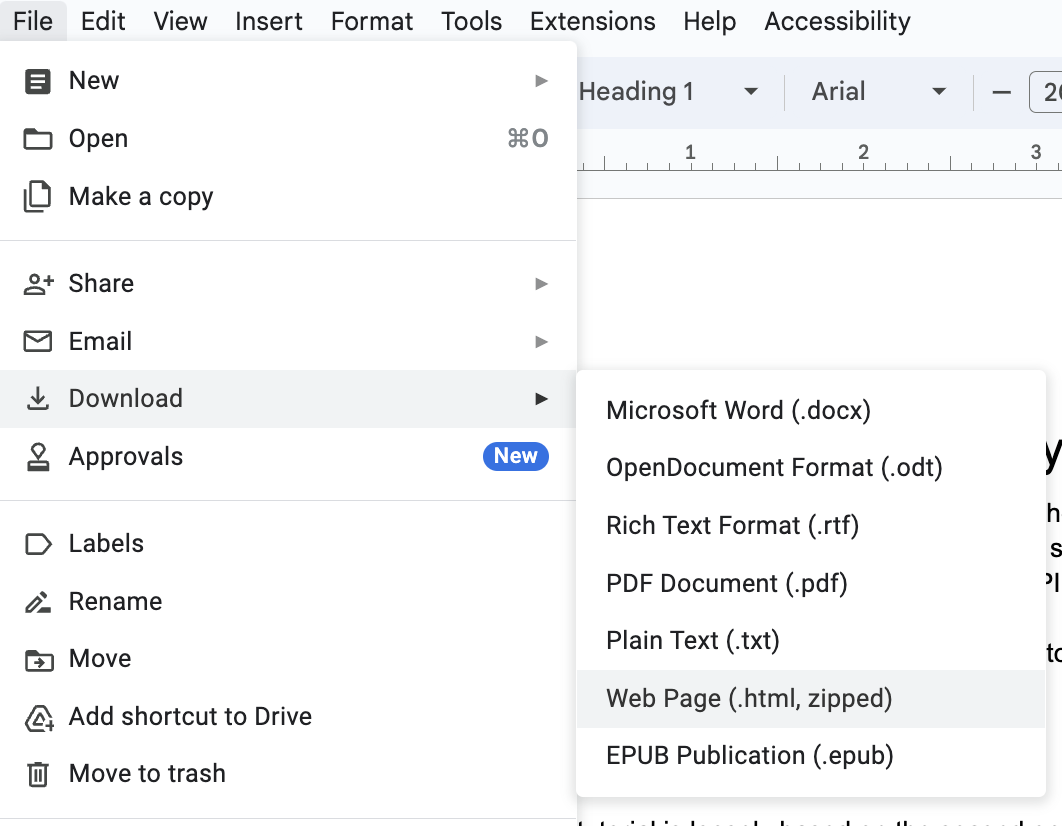 File Edit View Insert Format Tools Extensions Help Accessibility
Heading 1 Arial
1 2 3
New
Open ⌘O
Make a copy
Share
Email
Download
Approvals New
Labels
Rename
Move
Add shortcut to Drive
Move to trash
Microsoft Word (.docx)
OpenDocument Format (.odt)
Rich Text Format (.rtf)
PDF Document (.pdf)
Plain Text (.txt)
Web Page (.html, zipped)
EPUB Publication (.epub)